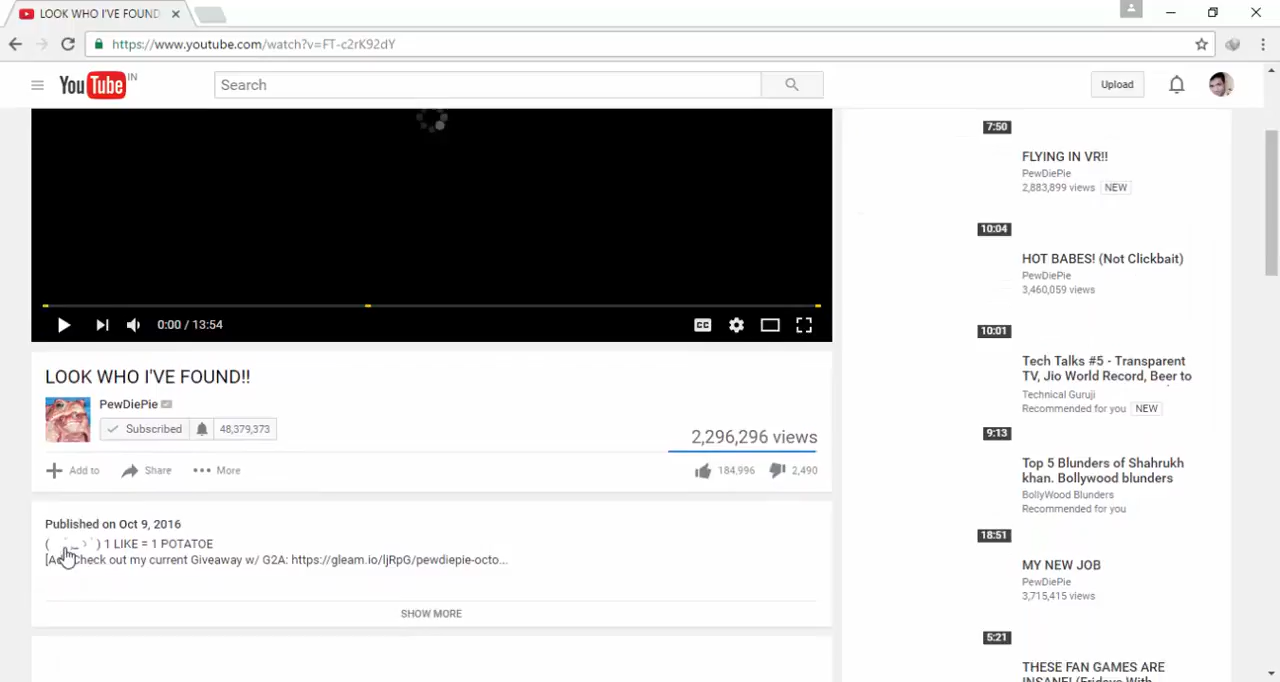 LOOK WHO I'VE FOUND
https://www.youtube.com/watch?v=FT-c2rK92dY
YouTube IN
Search
Upload
0:00 / 13:54
CC
LOOK WHO I'VE FOUND!!
PewDiePie
Subscribed 48,379,373
2,296,296 views
Add to Share More
184,996 2,490
Published on Oct 9, 2016
1 LIKE = 1 POTATOE
check out my current Giveaway w/ G2A: https://gleam.io/ljRpG/pewdiepie-octo...
SHOW MORE
7:50
FLYING IN VR!!
PewDiePie
2,883,899 views NEW
10:04
HOT BABES! (Not Clickbait)
PewDiePie
3,460,059 views
10:01
Tech Talks #5 - Transparent
TV, Jio World Record, Beer to
Technical Guruji
Recommended for you NEW
9:13
Top 5 Blunders of Shahrukh
khan. Bollywood blunders
BollyWood Blunders
Recommended for you
18:51
MY NEW JOB
PewDiePie
3,715,415 views
5:21
THESE FAN GAMES ARE
INSANE! (Fridays With